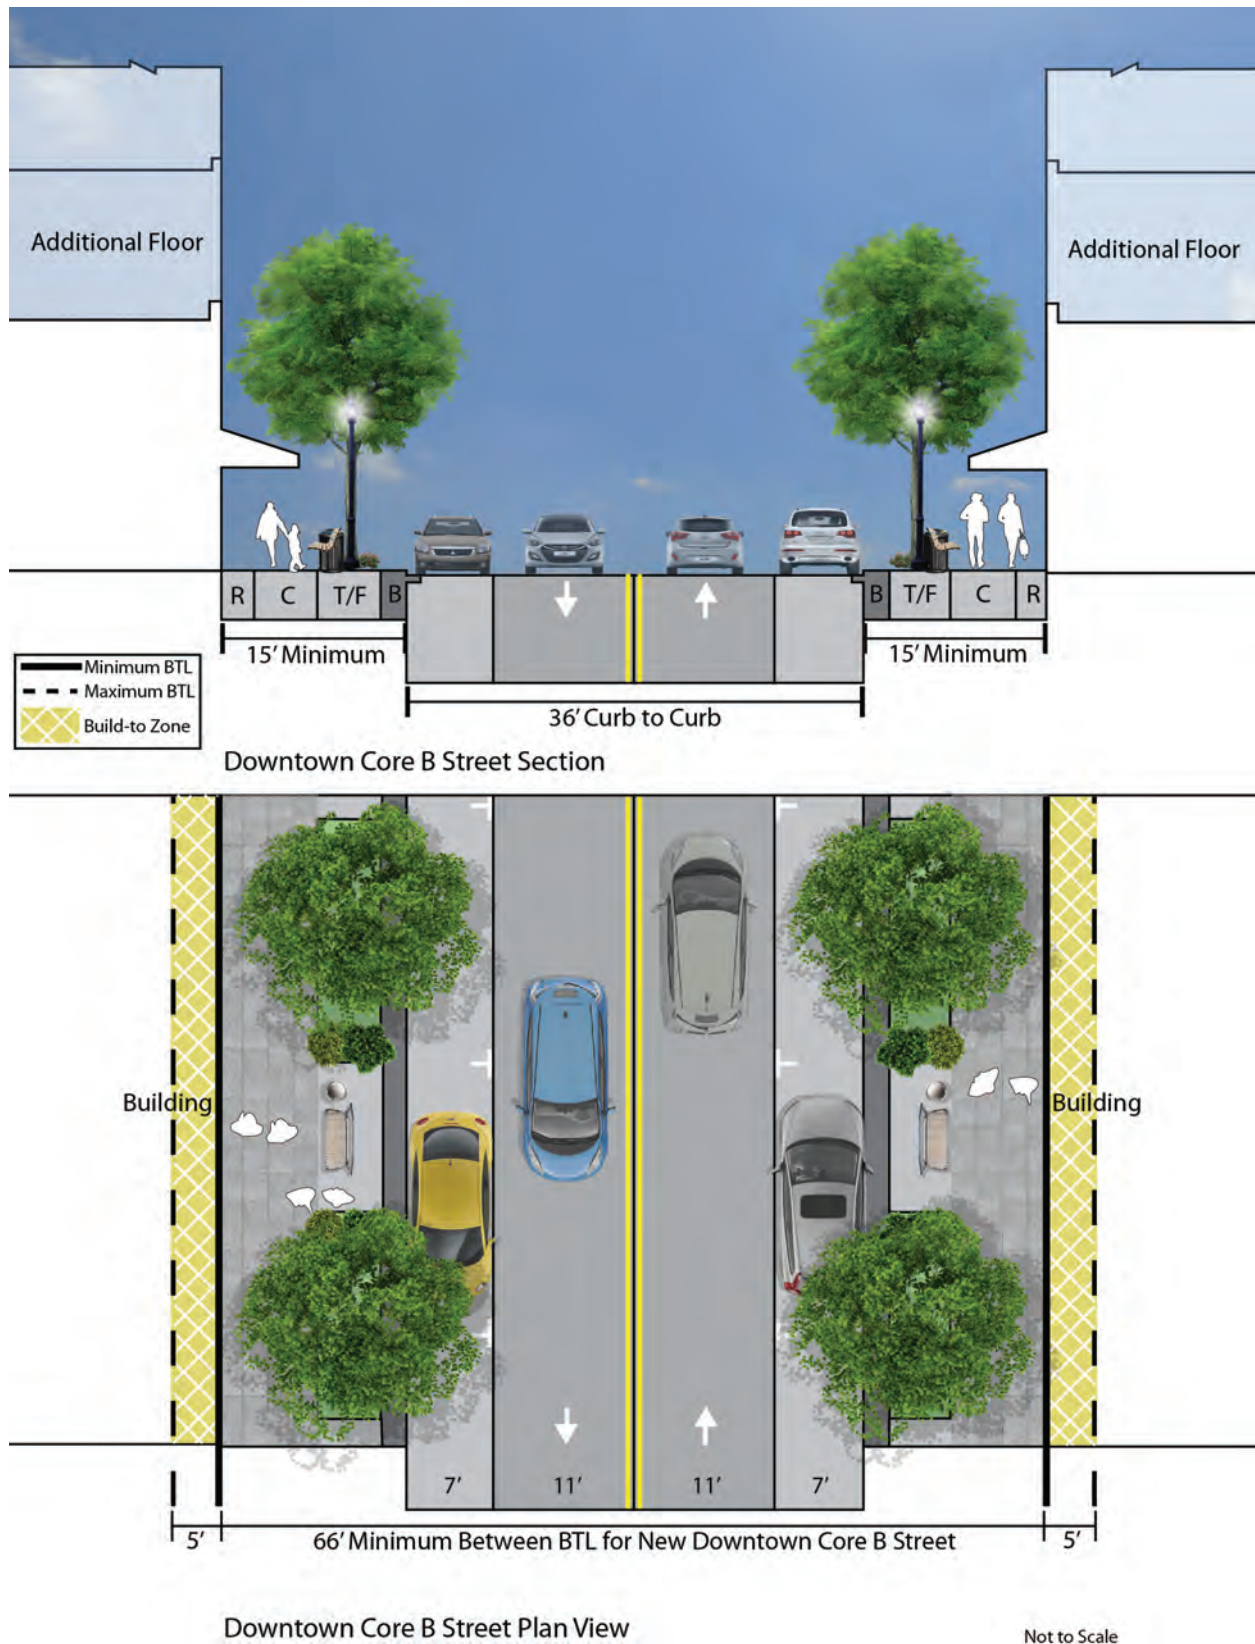 Additional Floor
Additional Floor
R C T/F B
B T/F C R
15' Minimum
15' Minimum
Minimum BTL
Maximum BTL
Build-to Zone
36' Curb to Curb
Downtown Core B Street Section
Building
Building
7' 11' 11' 7'
5' 66' Minimum Between BTL for New Downtown Core B Street 5'
Downtown Core B Street Plan View
Not to Scale